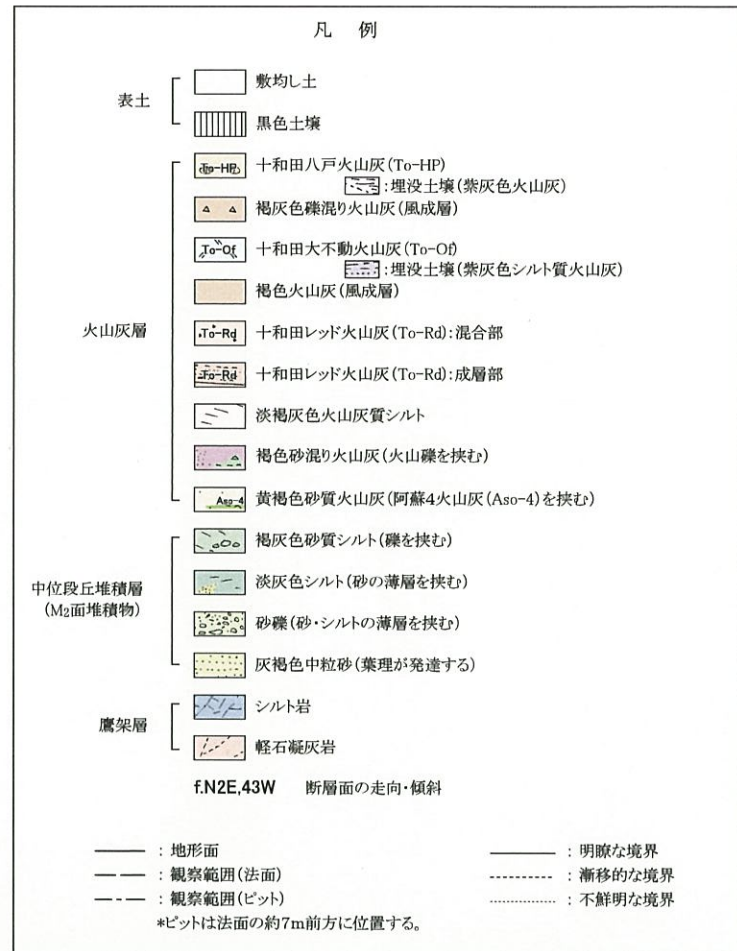 凡 例
表土
敷均し土
黒色土壌
火山灰層
To-HP 十和田八戸火山灰(To-HP)
:埋没土壌(紫灰色火山灰)
褐灰色礫混り火山灰(風成層)
To-Of 十和田大不動火山灰(To-Of)
:埋没土壌(紫灰色シルト質火山灰)
褐色火山灰(風成層)
To-Rd 十和田レッド火山灰(To-Rd):混合部
To-Rd 十和田レッド火山灰(To-Rd):成層部
淡褐灰色火山灰質シルト
褐色砂混り火山灰(火山礫を挟む)
Aso-4 黄褐色砂質火山灰(阿蘇4火山灰(Aso-4)を挟む)
中位段丘堆積層
(M2面堆積物)
褐灰色砂質シルト(礫を挟む)
淡灰色シルト(砂の薄層を挟む)
砂礫(砂・シルトの薄層を挟む)
灰褐色中粒砂(葉理が発達する)
鷹架層
シルト岩
軽石凝灰岩
f.N2E,43W 断層面の走向・傾斜
:地形面
:観察範囲(法面)
:観察範囲(ピット)
*ピットは法面の約7m前方に位置する。
:明瞭な境界
:漸移的な境界
:不鮮明な境界